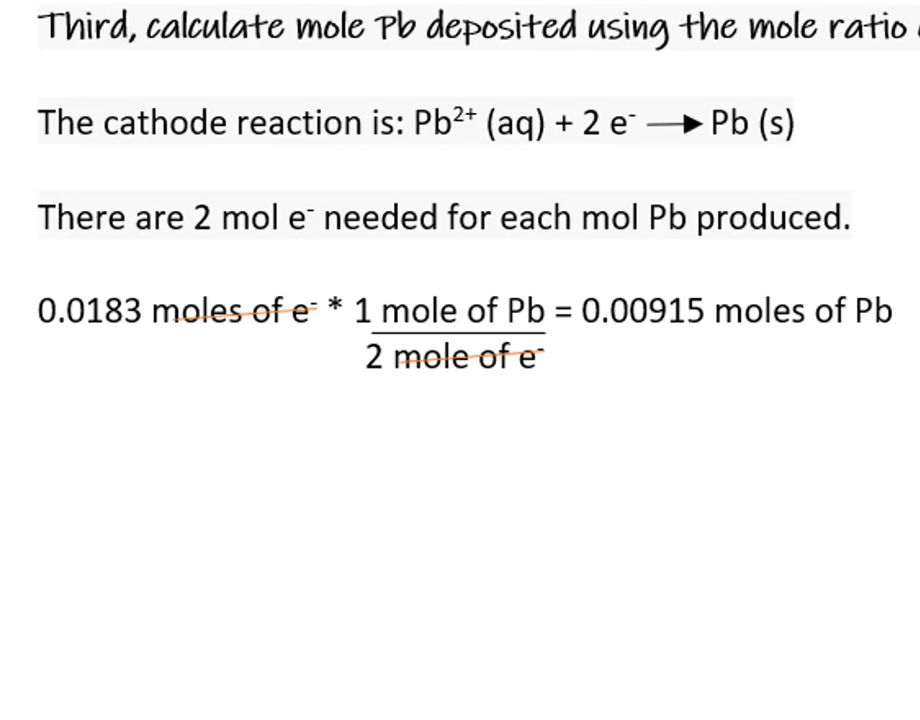 Third, calculate mole Pb deposited using the mole ratio
The cathode reaction is: Pb²⁺ (aq) + 2 e⁻ ⟶ Pb (s)
There are 2 mol e⁻ needed for each mol Pb produced.
0.0183 moles of e⁻ * 1 mole of Pb = 0.00915 moles of Pb
2 mole of e⁻